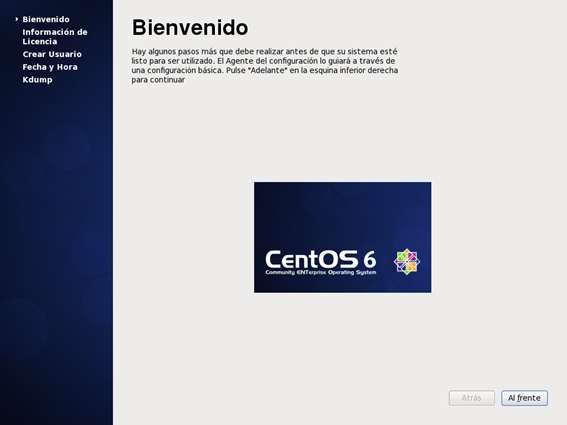 Bienvenido
Información de
Licencia
Crear Usuario
Fecha y Hora
Kdump
Bienvenido
Hay algunos pasos más que debe realizar antes de que su sistema esté
listo para ser utilizado. El Agente del configuración lo guiará a través de
una configuración básica. Pulse "Adelante" en la esquina inferior derecha
para continuar
CentOS 6
Community ENTerprise Operating System
Atrás
Al frente